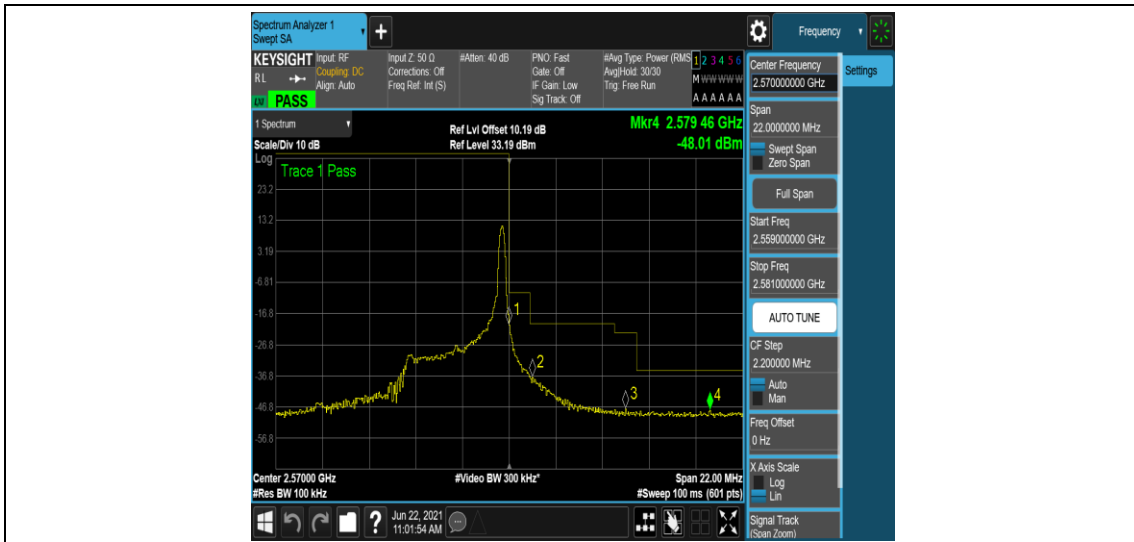 Spectrum Analyzer 1
Swept SA
Frequency
KEYSIGHT
RL
PASS
Input: RF
Coupling: DC
Align: Auto
Input Z: 50 Ω
Corrections: Off
Freq Ref: Int (S)
#Atten: 40 dB
PNO: Fast
Gate: Off
IF Gain: Low
Sig Track: Off
#Avg Type: Power (RMS
Avg|Hold: 30/30
Trig: Free Run
1 2 3 4 5 6
M W W W W W
A A A A A A
1 Spectrum
Scale/Div 10 dB
Ref Lvl Offset 10.19 dB
Ref Level 33.19 dBm
Mkr4 2.579 46 GHz
-48.01 dBm
Log
Trace 1 Pass
23.2
13.2
3.19
-6.81
-16.8
-26.8
-36.8
-46.8
-56.8
1
2
3
4
Center 2.57000 GHz
#Res BW 100 kHz
#Video BW 300 kHz*
Span 22.00 MHz
#Sweep 100 ms (601 pts)
Center Frequency
2.570000000 GHz
Settings
Span
22.0000000 MHz
Swept Span
Zero Span
Full Span
Start Freq
2.559000000 GHz
Stop Freq
2.581000000 GHz
AUTO TUNE
CF Step
2.200000 MHz
Auto
Man
Freq Offset
0 Hz
X Axis Scale
Log
Lin
Signal Track
(Span Zoom)
?
Jun 22, 2021
11:01:54 AM